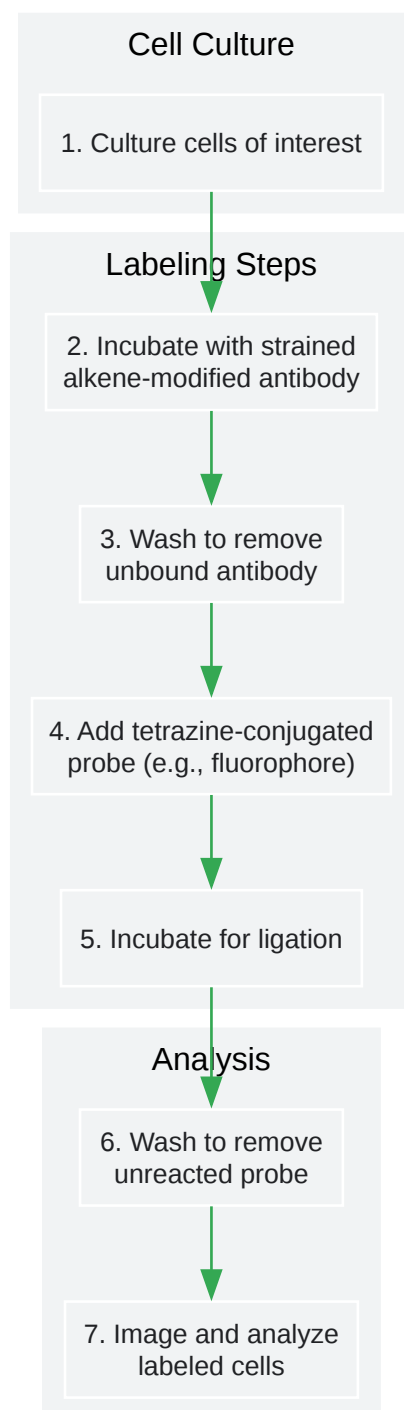 Cell Culture
1. Culture cells of interest
Labeling Steps
2. Incubate with strained
alkene-modified antibody
3. Wash to remove
unbound antibody
4. Add tetrazine-conjugated
probe (e.g., fluorophore)
5. Incubate for ligation
Analysis
6. Wash to remove
unreacted probe
7. Image and analyze
labeled cells